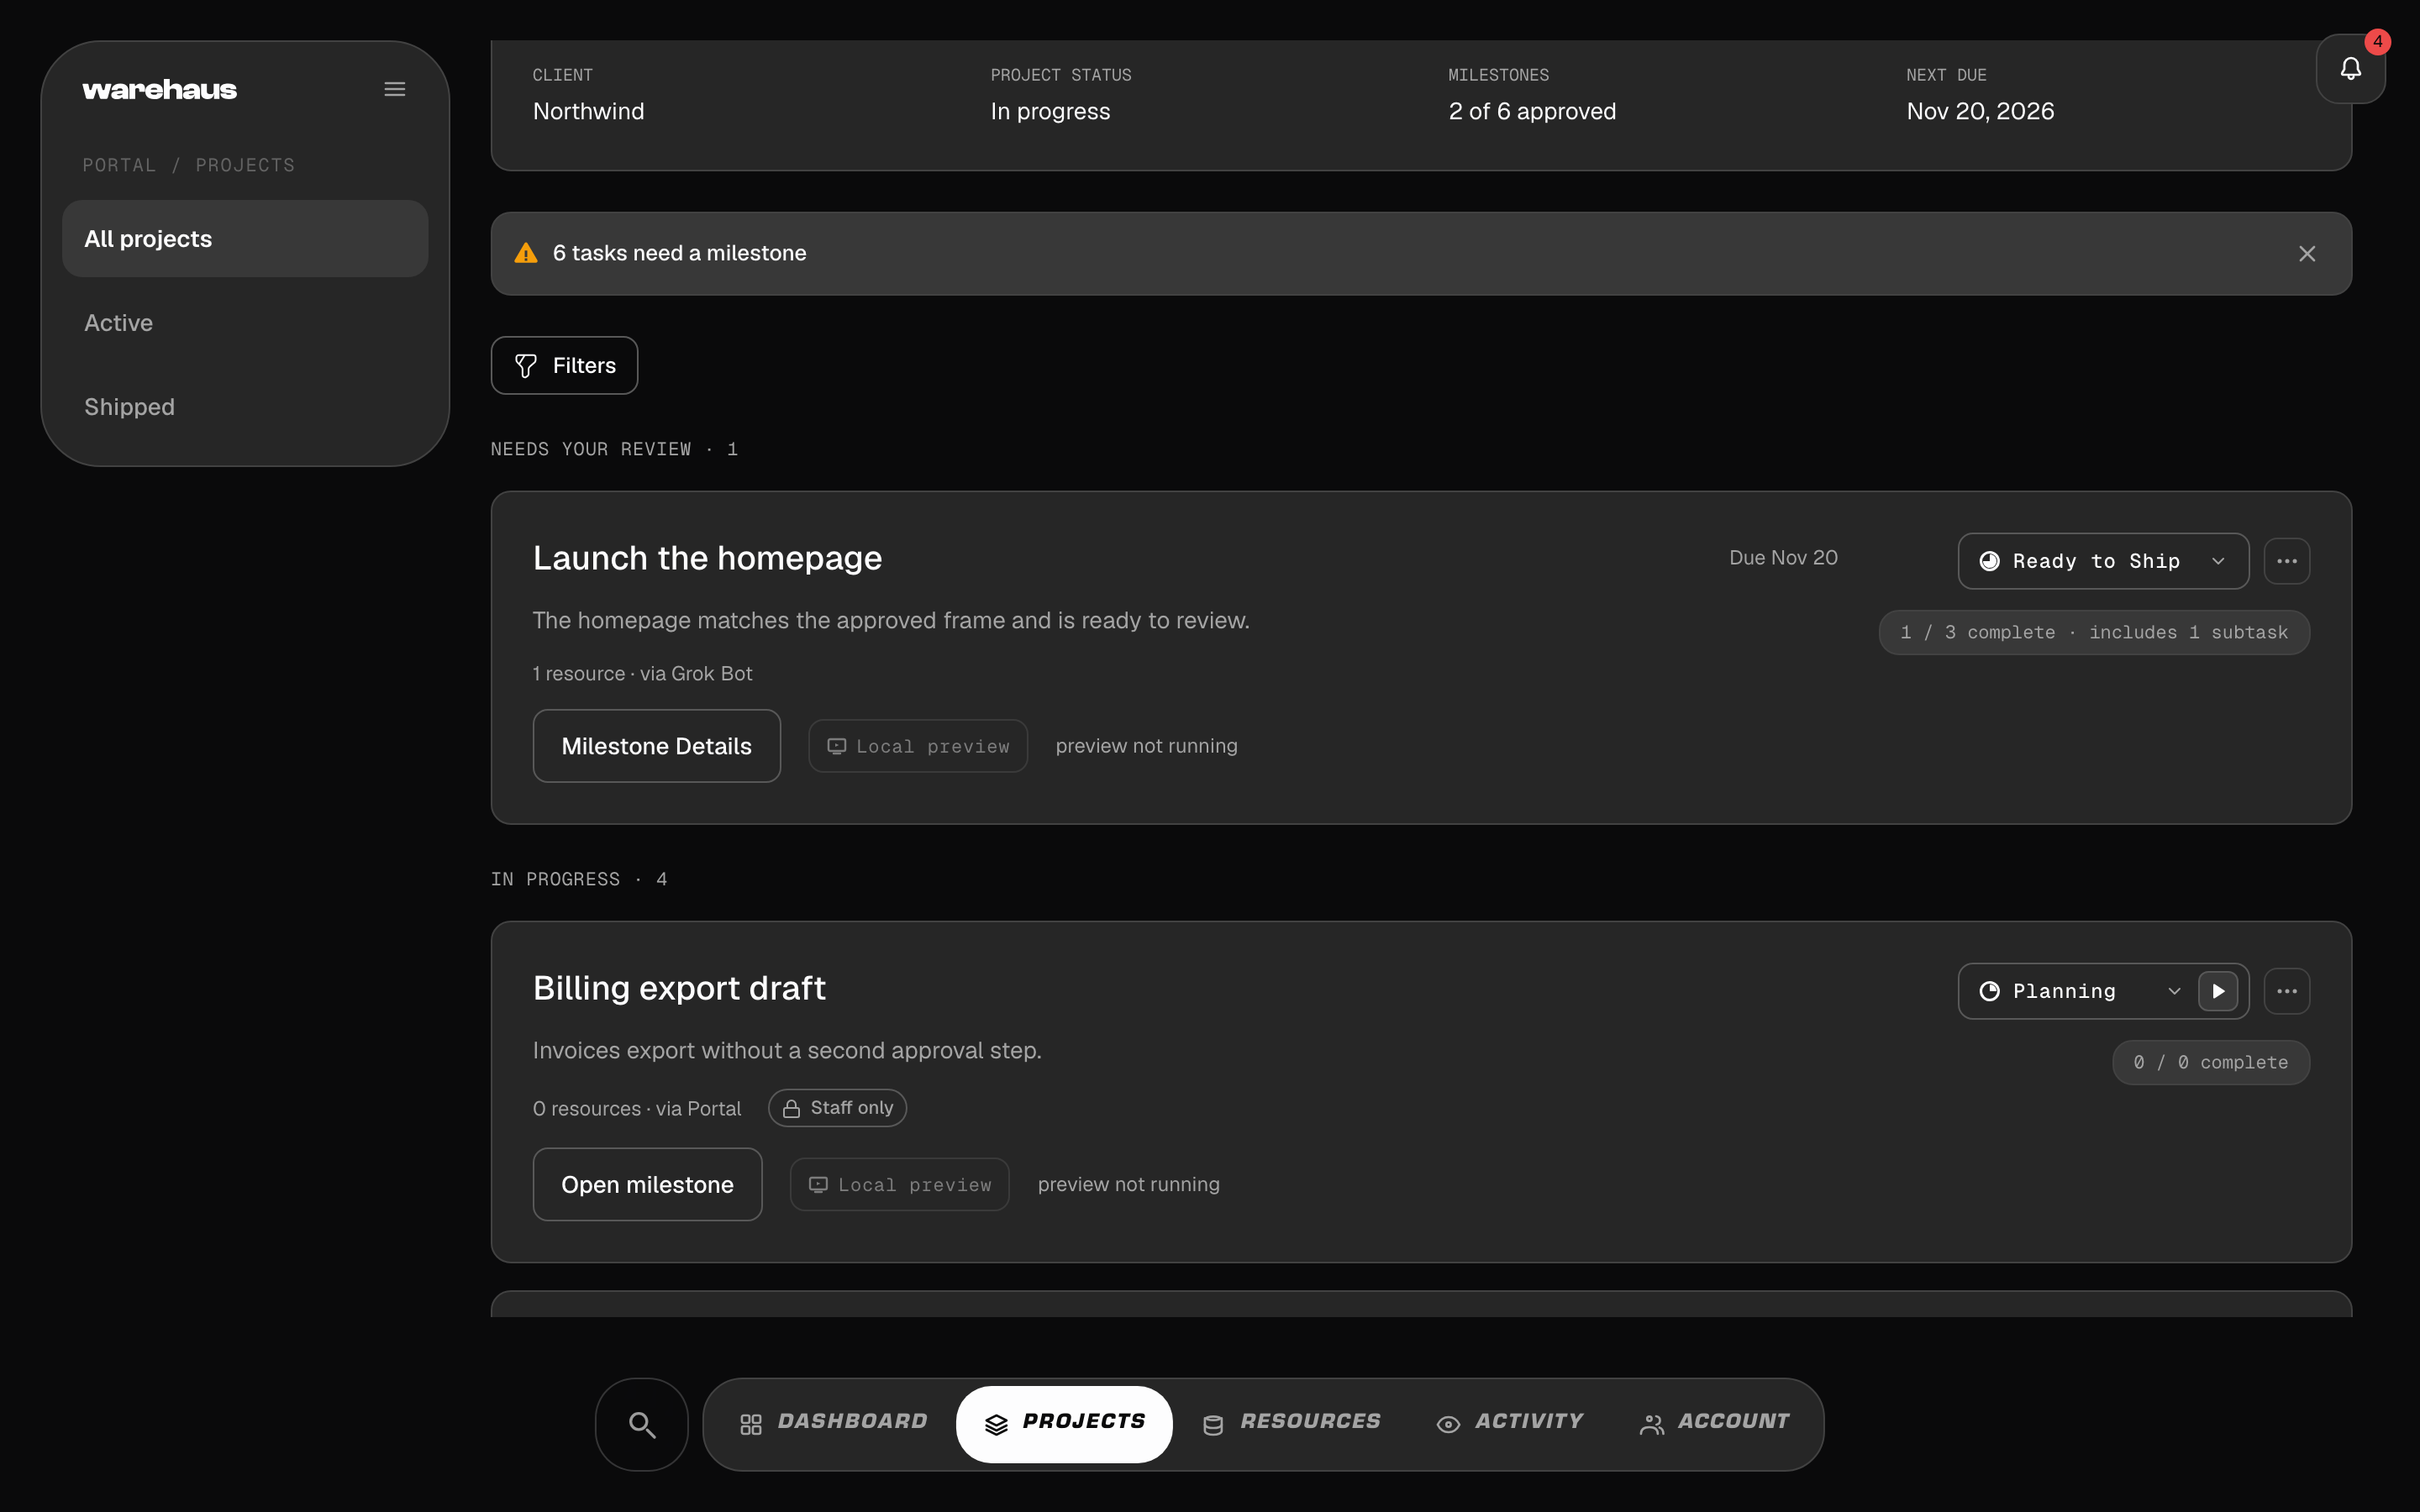 warehaus
PORTAL / PROJECTS
All projects
Active
Shipped
4
CLIENT
Northwind
PROJECT STATUS
In progress
MILESTONES
2 of 6 approved
NEXT DUE
Nov 20, 2026
6 tasks need a milestone
Filters
NEEDS YOUR REVIEW · 1
Launch the homepage
Due Nov 20
Ready to Ship
The homepage matches the approved frame and is ready to review.
1 / 3 complete · includes 1 subtask
1 resource · via Grok Bot
Milestone Details
Local preview
preview not running
IN PROGRESS · 4
Billing export draft
Planning
Invoices export without a second approval step.
0 / 0 complete
0 resources · via Portal
Staff only
Open milestone
Local preview
preview not running
DASHBOARD
PROJECTS
RESOURCES
ACTIVITY
ACCOUNT